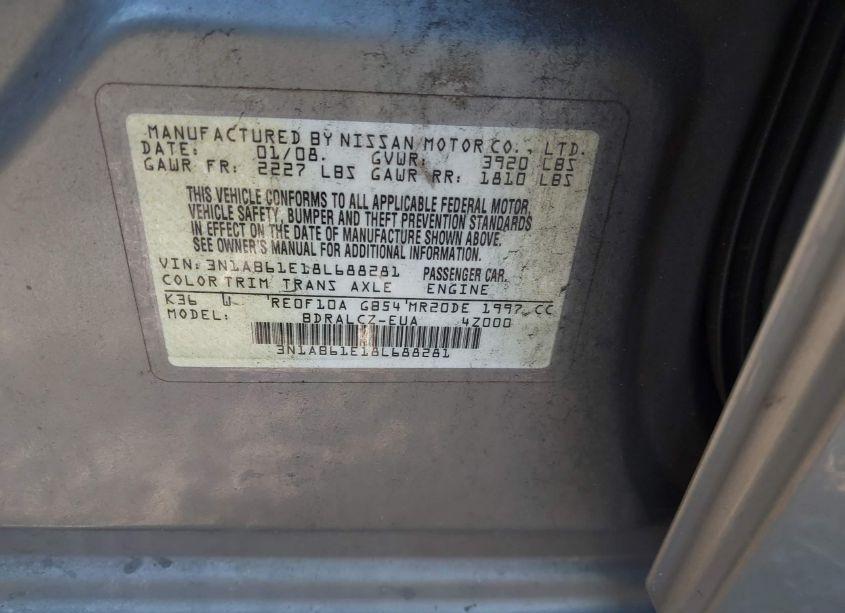 MANUFACTURED BY NISSAN MOTOR CO., LTD.
DATE: 01/08. GVWR: 3920 LBS
GAWR FR: 2227 LBS GAWR RR: 1810 LBS
THIS VEHICLE CONFORMS TO ALL APPLICABLE FEDERAL MOTOR
VEHICLE SAFETY, BUMPER AND THEFT PREVENTION STANDARDS
IN EFFECT ON THE DATE OF MANUFACTURE SHOWN ABOVE.
SEE OWNER'S MANUAL FOR ADDITIONAL INFORMATION.
VIN: 3N1AB61E18L688281 PASSENGER CAR.
COLOR TRIM TRANS AXLE ENGINE
K36 W RE0F10A GB54 MR20DE 1997 CC
MODEL: BDRALCZ-EUA 4Z000
3N1AB61E18L688281